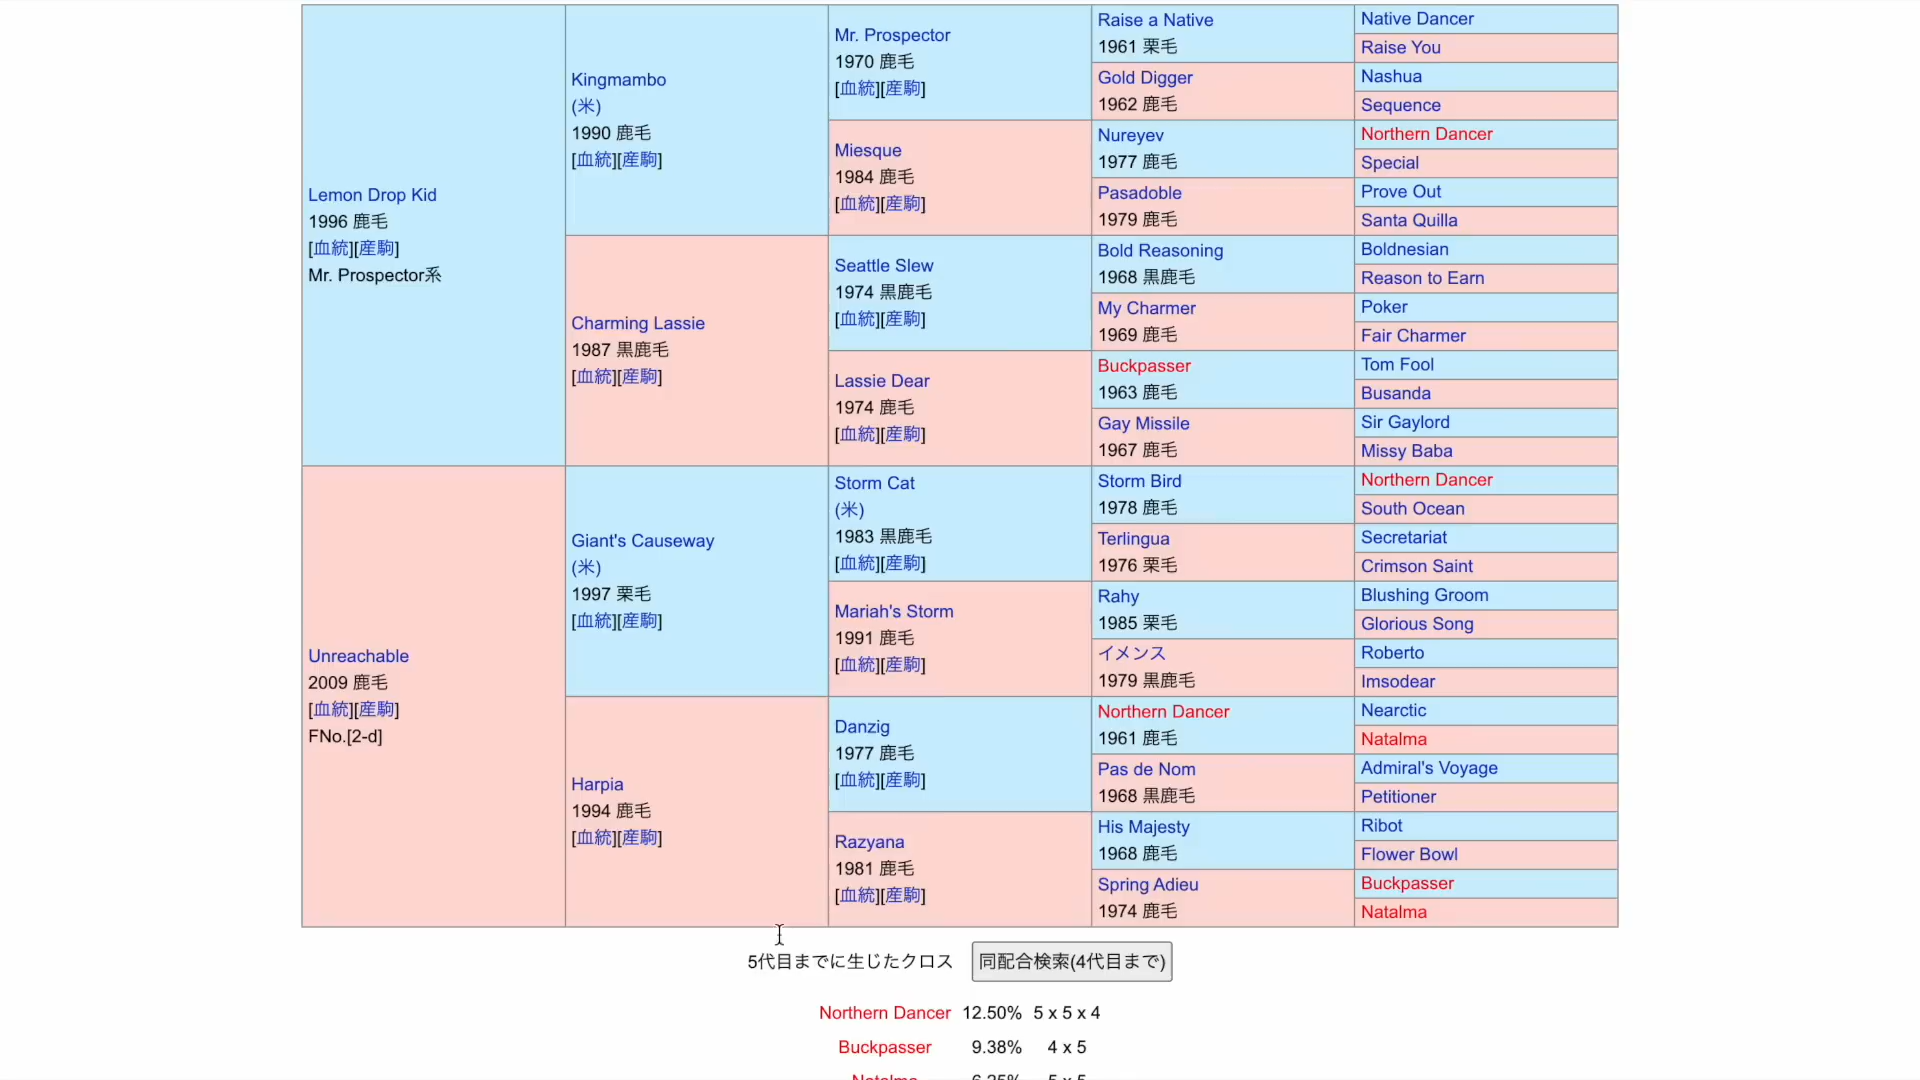 Lemon Drop Kid
1996 鹿毛
[血統][産駒]
Mr. Prospector系
Kingmambo
(米)
1990 鹿毛
[血統][産駒]
Mr. Prospector
1970 鹿毛
[血統][産駒]
Raise a Native
1961 栗毛
Native Dancer
Raise You
Gold Digger
1962 鹿毛
Nashua
Sequence
Miesque
1984 鹿毛
[血統][産駒]
Nureyev
1977 鹿毛
Northern Dancer
Special
Pasadoble
1979 鹿毛
Prove Out
Santa Quilla
Charming Lassie
1987 黒鹿毛
[血統][産駒]
Seattle Slew
1974 黒鹿毛
[血統][産駒]
Bold Reasoning
1968 黒鹿毛
Boldnesian
Reason to Earn
My Charmer
1969 鹿毛
Poker
Fair Charmer
Lassie Dear
1974 鹿毛
[血統][産駒]
Buckpasser
1963 鹿毛
Tom Fool
Busanda
Gay Missile
1967 鹿毛
Sir Gaylord
Missy Baba
Unreachable
2009 鹿毛
[血統][産駒]
FNo.[2-d]
Giant's Causeway
(米)
1997 栗毛
[血統][産駒]
Storm Cat
(米)
1983 黒鹿毛
[血統][産駒]
Storm Bird
1978 鹿毛
Northern Dancer
South Ocean
Terlingua
1976 栗毛
Secretariat
Crimson Saint
Mariah's Storm
1991 鹿毛
[血統][産駒]
Rahy
1985 栗毛
Blushing Groom
Glorious Song
イメンス
1979 黒鹿毛
Roberto
Imsodear
Harpia
1994 鹿毛
[血統][産駒]
Danzig
1977 鹿毛
[血統][産駒]
Northern Dancer
1961 鹿毛
Nearctic
Natalma
Pas de Nom
1968 黒鹿毛
Admiral's Voyage
Petitioner
Razyana
1981 鹿毛
[血統][産駒]
His Majesty
1968 鹿毛
Ribot
Flower Bowl
Spring Adieu
1974 鹿毛
Buckpasser
Natalma
5代目までに生じたクロス 同配合検索(4代目まで)
Northern Dancer 12.50% 5 x 5 x 4
Buckpasser 9.38% 4 x 5
Natalma 6.25% 5 x 5